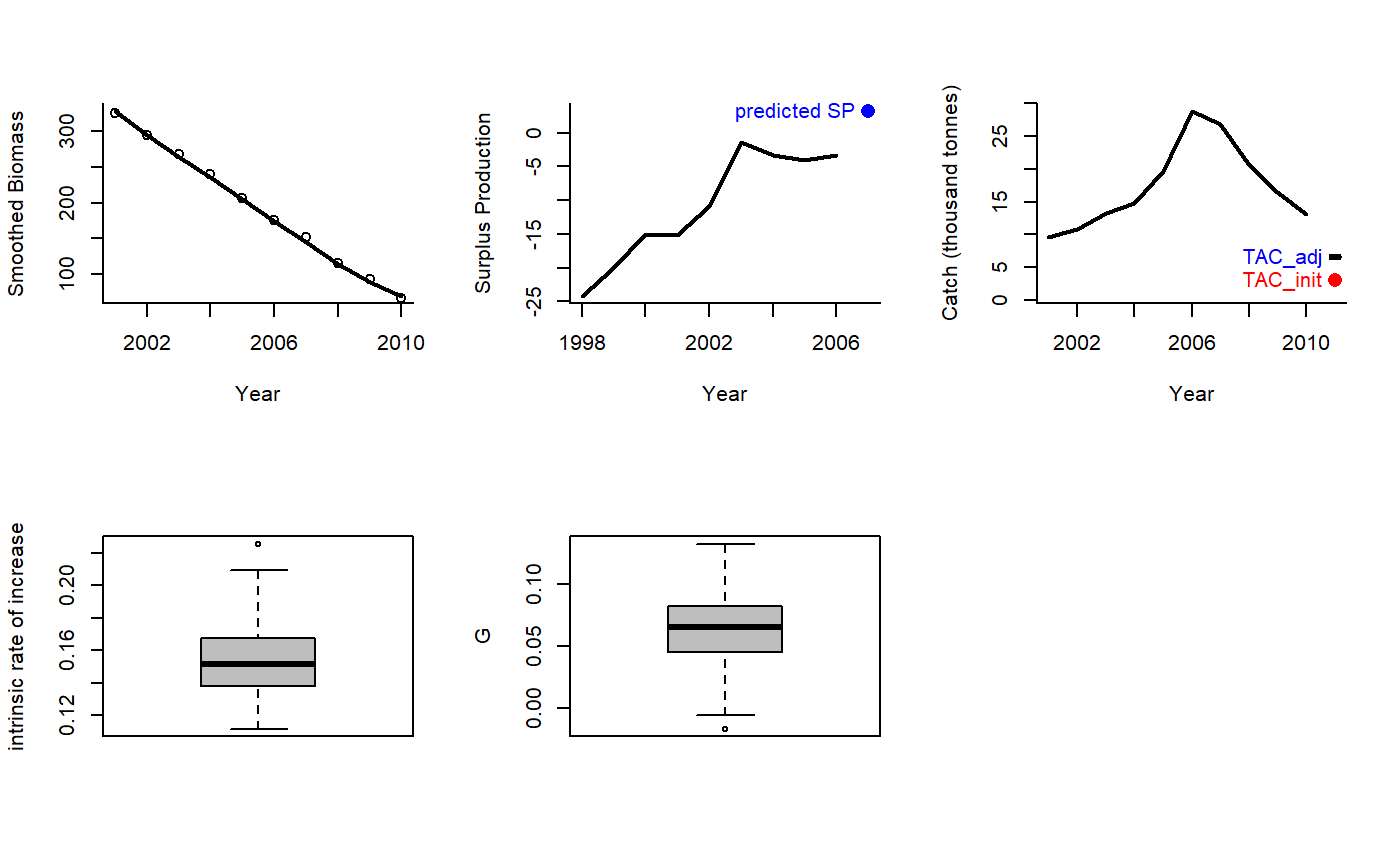 Smoothed Biomass
300
200
100
2002
2006
2010
Year
Surplus Production
0
-5
-15
-25
predicted SP
1998
2002
2006
Year
Catch (thousand tonnes)
25
15
5
0
TAC_adj
TAC_init
2002
2006
2010
Year
intrinsic rate of increase
0.20
0.16
0.12
G
0.10
0.05
0.00